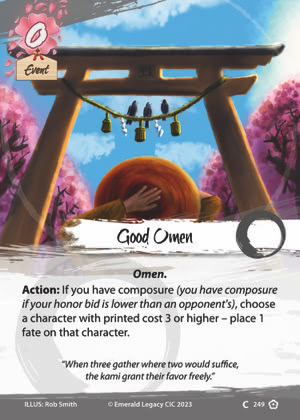 0
Event
Good Omen
Omen.
Action: If you have composure (you have composure
if your honor bid is lower than an opponent's), choose
a character with printed cost 3 or higher – place 1
fate on that character.
"When three gather where two would suffice,
the kami grant their favor freely."
ILLUS: Rob Smith © Emerald Legacy CIC 2023 C 249